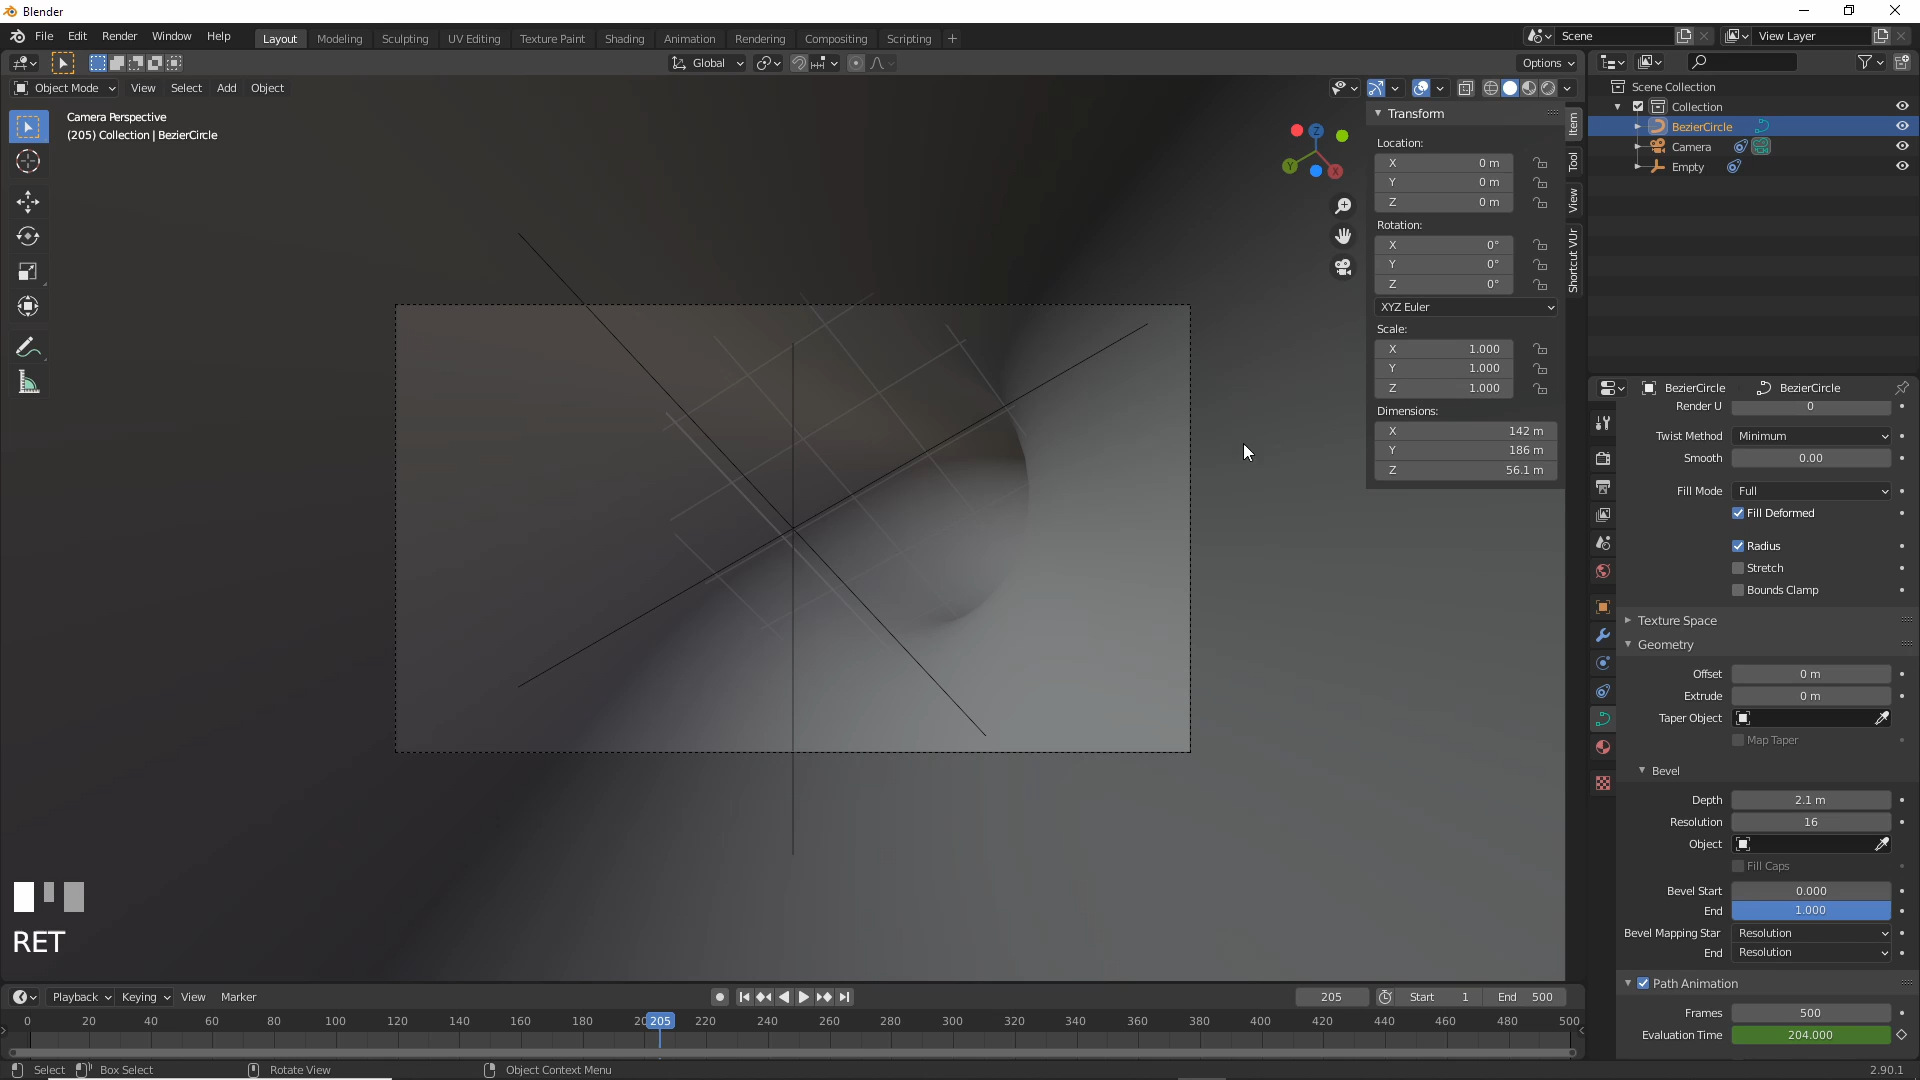 Blender
File Edit Render Window Help
Layout Modeling Sculpting UV Editing Texture Paint Shading Animation Rendering Compositing Scripting +
Scene
View Layer
Global
Options
Object Mode View Select Add Object
Camera Perspective
(205) Collection | BezierCircle
Z
Y
X
Transform
Location:
X 0 m
Y 0 m
Z 0 m
Rotation:
X 0°
Y 0°
Z 0°
XYZ Euler
Scale:
X 1.000
Y 1.000
Z 1.000
Dimensions:
X 142 m
Y 186 m
Z 56.1 m
Item
Tool
View
Shortcut VUr
Scene Collection
Collection
BezierCircle
Camera
Empty
BezierCircle BezierCircle
Render U 0
Twist Method Minimum
Smooth 0.00
Fill Mode Full
Fill Deformed
Radius
Stretch
Bounds Clamp
Texture Space
Geometry
Offset 0 m
Extrude 0 m
Taper Object
Map Taper
Bevel
Depth 2.1 m
Resolution 16
Object
Fill Caps
Bevel Start 0.000
End 1.000
Bevel Mapping Star Resolution
End Resolution
Path Animation
Frames 500
Evaluation Time 204.000
RET
Playback Keying View Marker
205 Start 1 End 500
0 20 40 60 80 100 120 140 160 180 20 205 220 240 260 280 300 320 340 360 380 400 420 440 460 480 500
Select Box Select Rotate View Object Context Menu 2.90.1